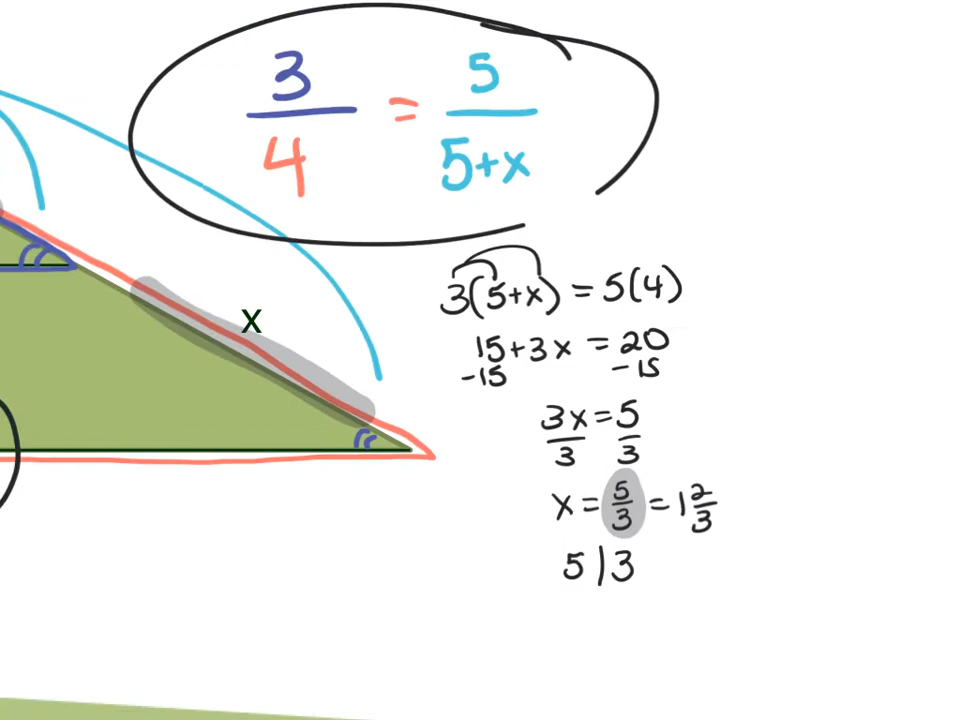 3/4 = 5/5+x
x
3(5+x) = 5(4)
15+3x = 20
-15 -15
3x = 5
3 3
x = 5/3 = 1 2/3
5|3